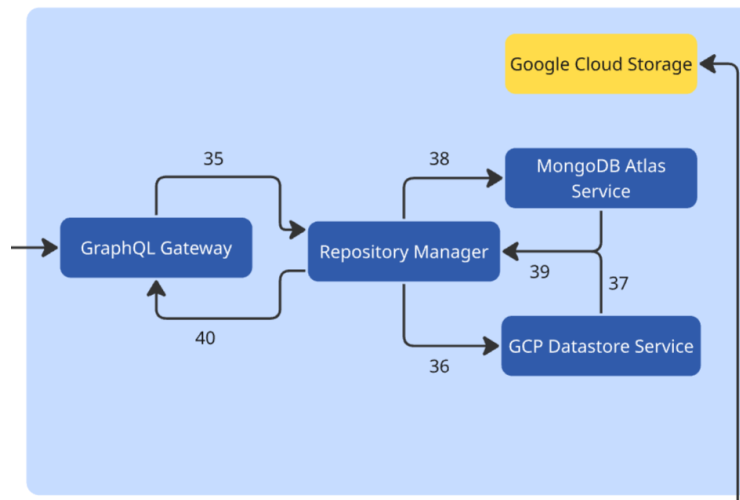 Google Cloud Storage
35
38
MongoDB Atlas
Service
GraphQL Gateway
Repository Manager
39
37
40
GCP Datastore Service
36